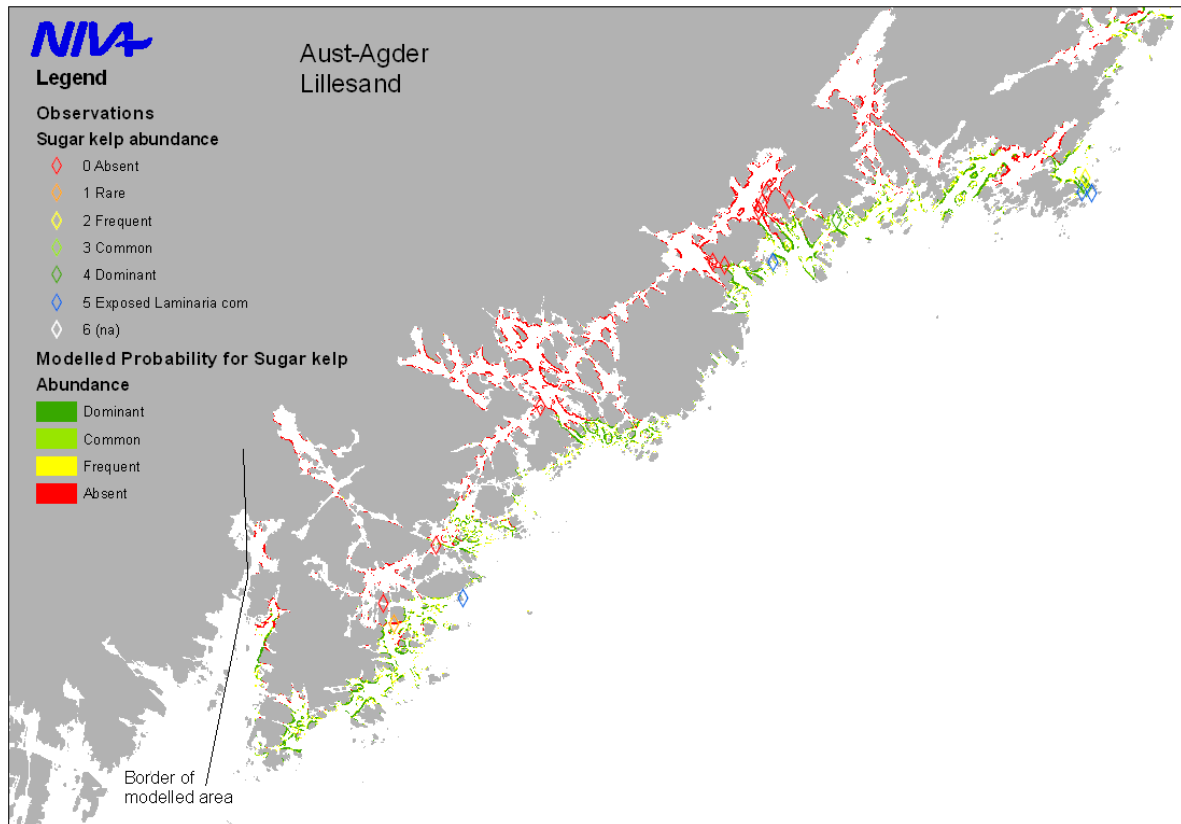 NIVA
Aust-Agder
Lillesand
Legend
Observations
Sugar kelp abundance
0 Absent
1 Rare
2 Frequent
3 Common
4 Dominant
5 Exposed Laminaria com
6 (na)
Modelled Probability for Sugar kelp
Abundance
Dominant
Common
Frequent
Absent
Border of
modelled area